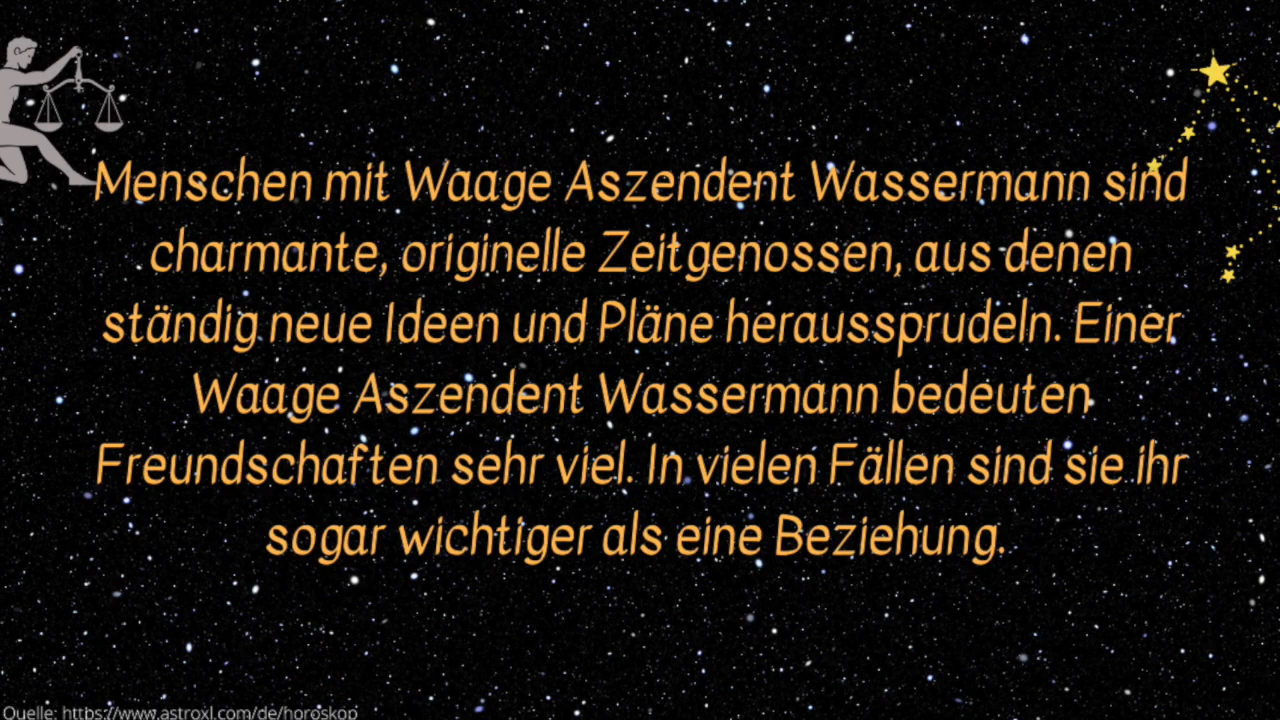 Menschen mit Waage Aszendent Wassermann sind
charmante, originelle Zeitgenossen, aus denen
ständig neue Ideen und Pläne heraussprudeln. Einer
Waage Aszendent Wassermann bedeuten
Freundschaften sehr viel. In vielen Fällen sind sie ihr
sogar wichtiger als eine Beziehung.
Quelle: https://www.astroxl.com/de/horoskop